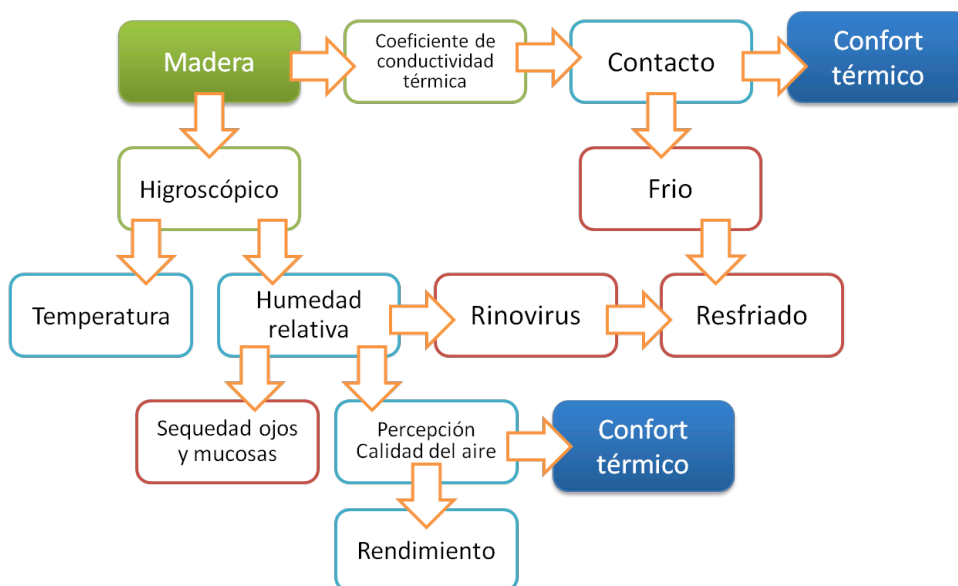 Madera
Coeficiente de
conductividad
térmica
Contacto
Confort
térmico
Higroscópico
Frio
Temperatura
Humedad
relativa
Rinovirus
Resfriado
Sequedad ojos
y mucosas
Percepción
Calidad del aire
Confort
térmico
Rendimiento